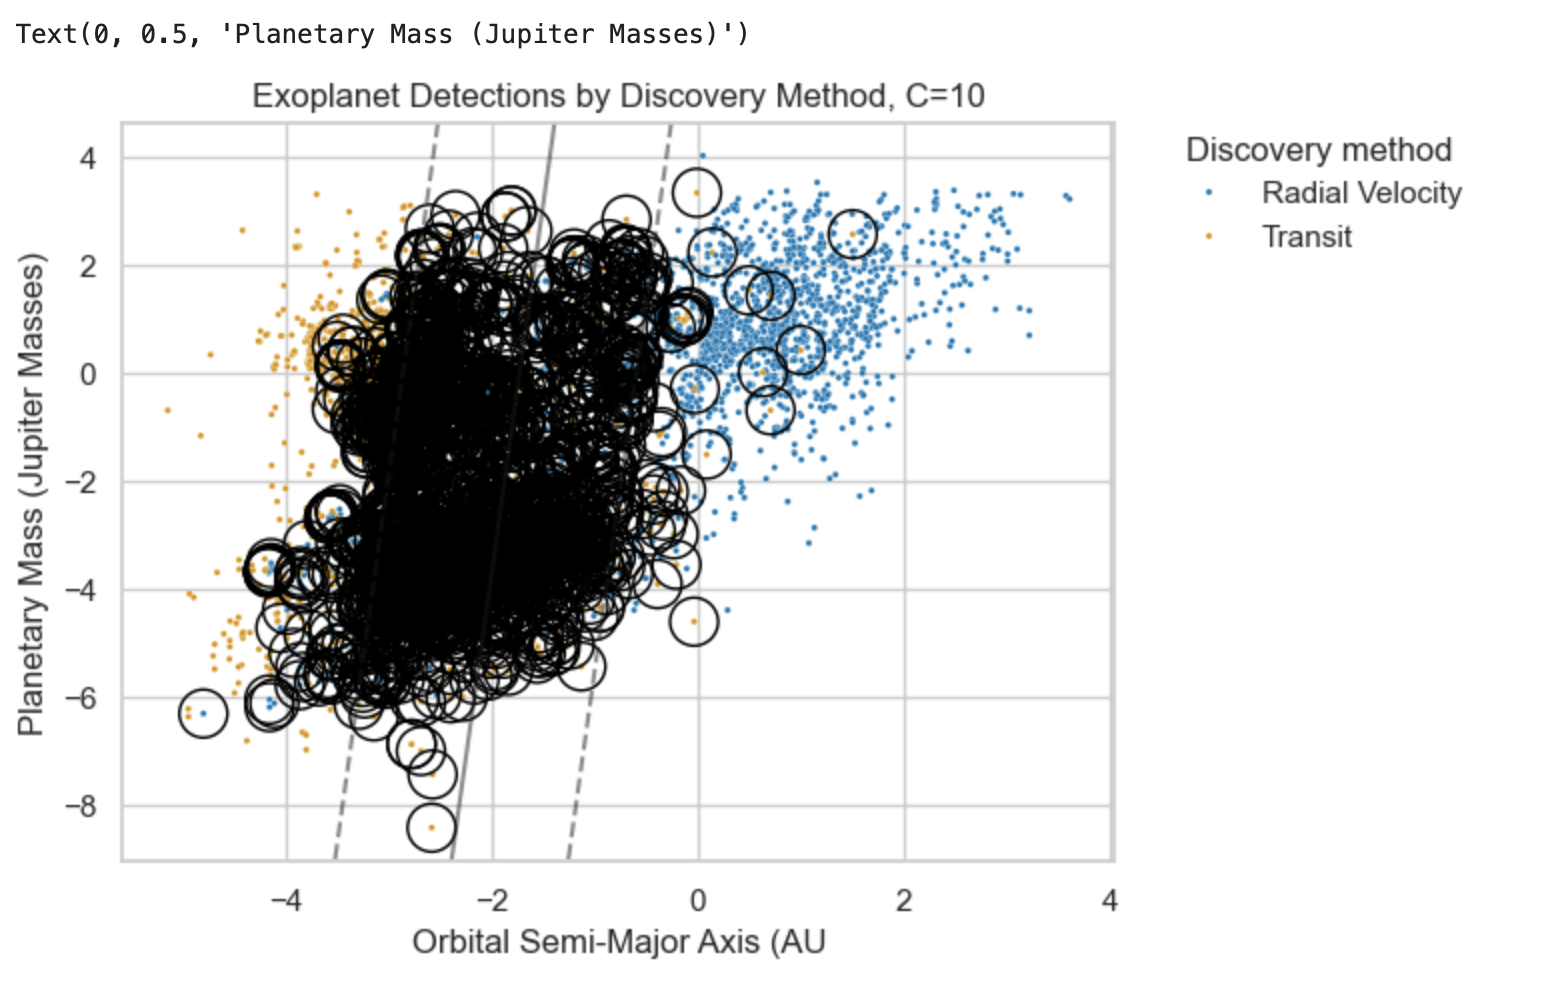 Text(0, 0.5, 'Planetary Mass (Jupiter Masses)')
Exoplanet Detections by Discovery Method, C=10
Discovery method
Radial Velocity
Transit
Planetary Mass (Jupiter Masses)
4
2
0
−2
−4
−6
−8
−4
−2
0
2
4
Orbital Semi-Major Axis (AU